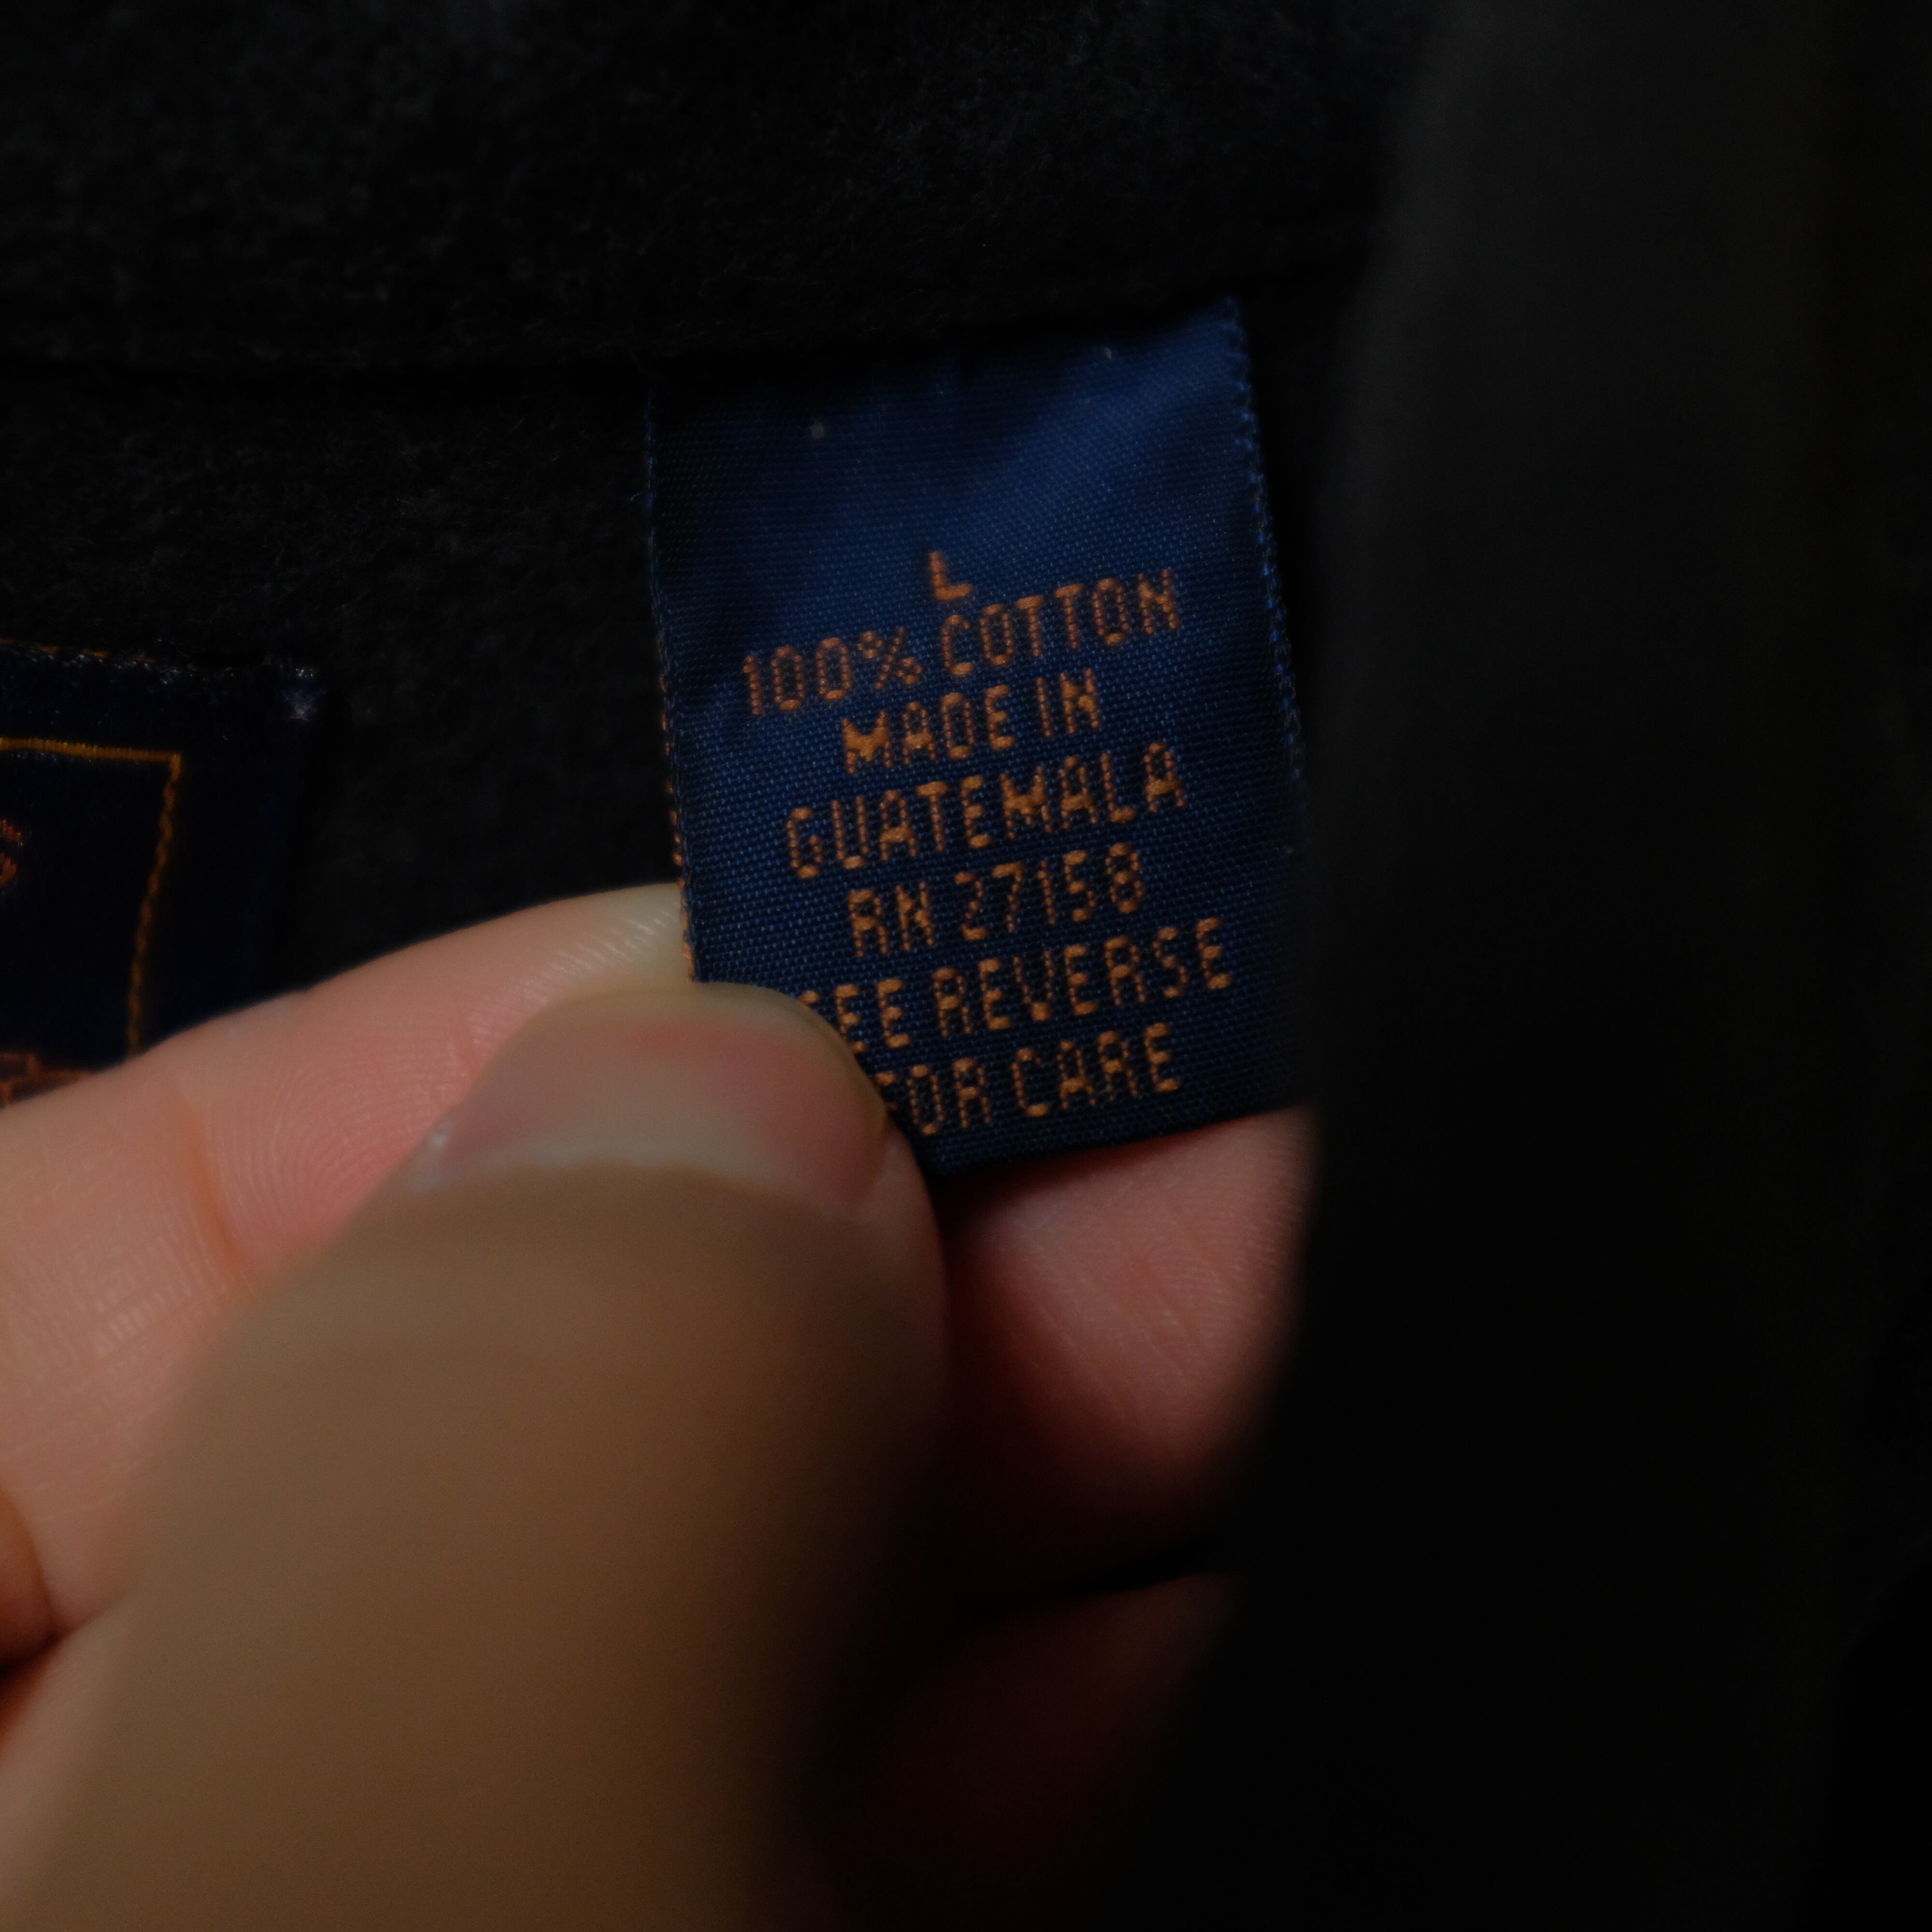 L
100% COTTON
MADE IN
GUATEMALA
RN 27158
SEE REVERSE
FOR CARE